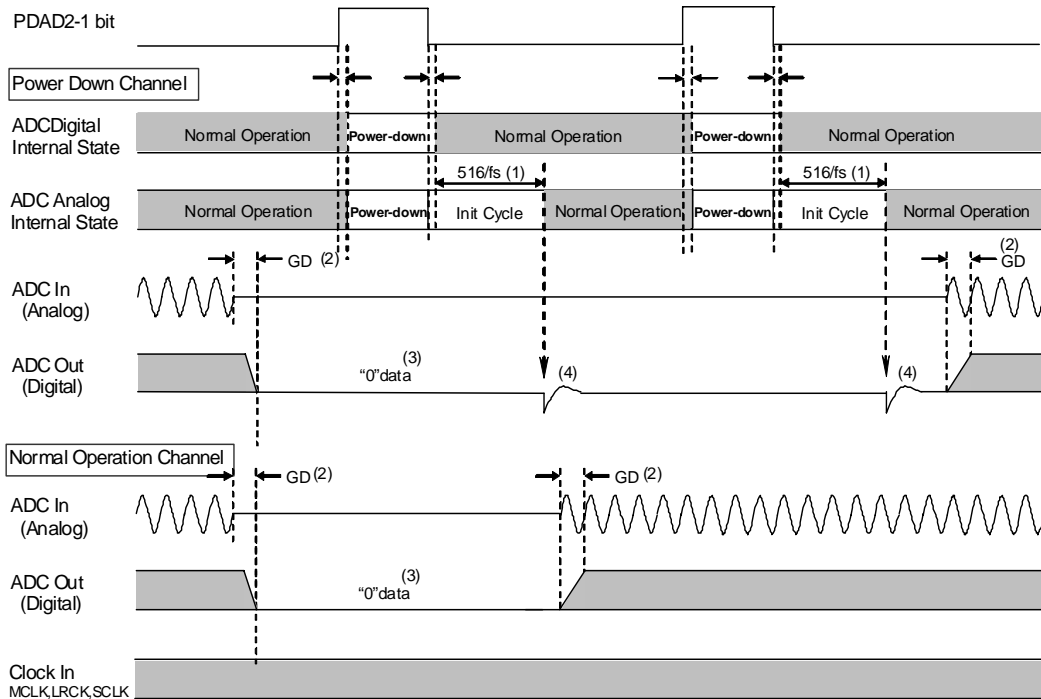 PDAD2-1 bit
Power Down Channel
ADCDigital
Internal State
Normal Operation
Power-down
Normal Operation
Power-down
Normal Operation
516/fs (1)
516/fs (1)
ADC Analog
Internal State
Normal Operation
Power-down
Init Cycle
Normal Operation
Power-down
Init Cycle
Normal Operation
GD (2)
(2)
GD
ADC In
(Analog)
ADC Out
(Digital)
(3)
“0”data
(4)
(4)
Normal Operation Channel
GD (2)
GD (2)
ADC In
(Analog)
ADC Out
(Digital)
(3)
“0”data
Clock In
MCLK,LRCK,SCLK